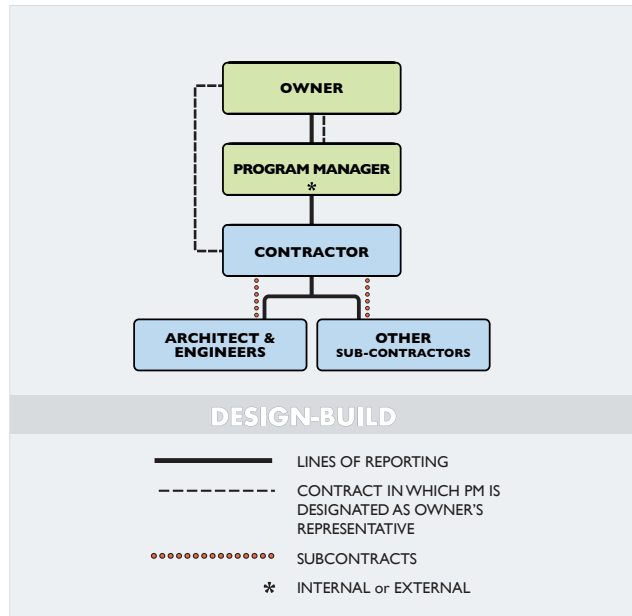 OWNER
PROGRAM MANAGER
*
CONTRACTOR
ARCHITECT &
ENGINEERS
OTHER
SUB-CONTRACTORS
DESIGN-BUILD
LINES OF REPORTING
CONTRACT IN WHICH PM IS
DESIGNATED AS OWNER'S
REPRESENTATIVE
SUBCONTRACTS
* INTERNAL or EXTERNAL